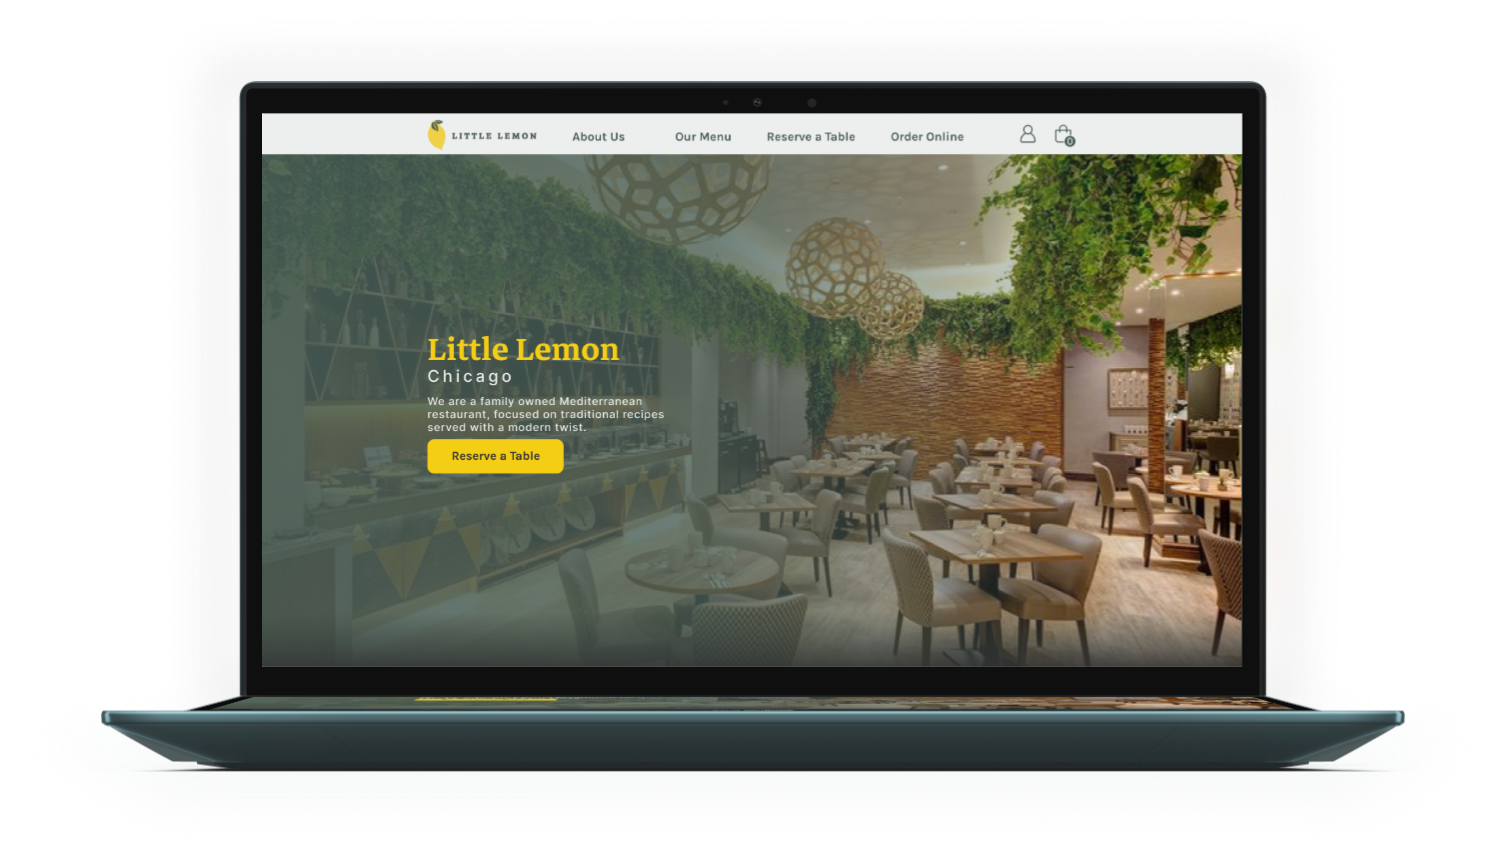 LITTLE LEMON
About Us
Our Menu
Reserve a Table
Order Online
0
Little Lemon
Chicago
We are a family owned Mediterranean
restaurant, focused on traditional recipes
served with a modern twist.
Reserve a Table